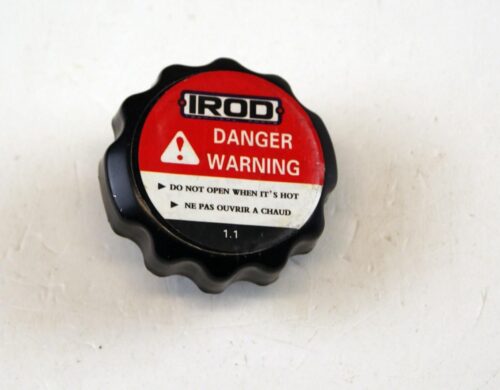 IROD
DANGER
WARNING
▶ DO NOT OPEN WHEN IT'S HOT
▶ NE PAS OUVRIR A CHAUD
1.1